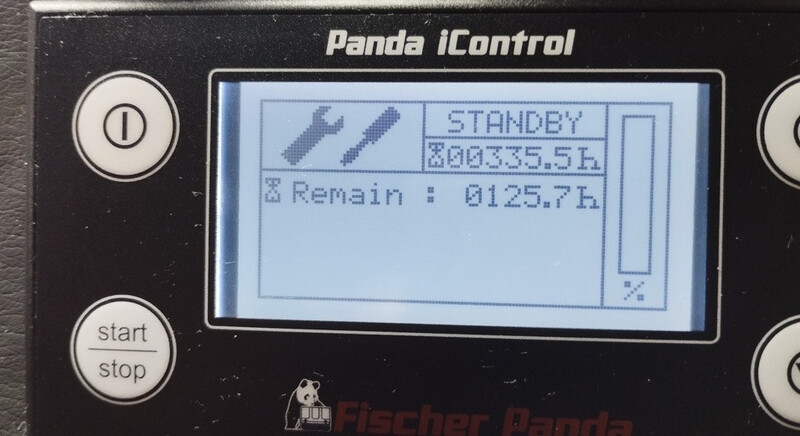 Panda iControl
STANDBY
00335.5h
Remain : 0125.7h
%
start
stop
Fischer Panda